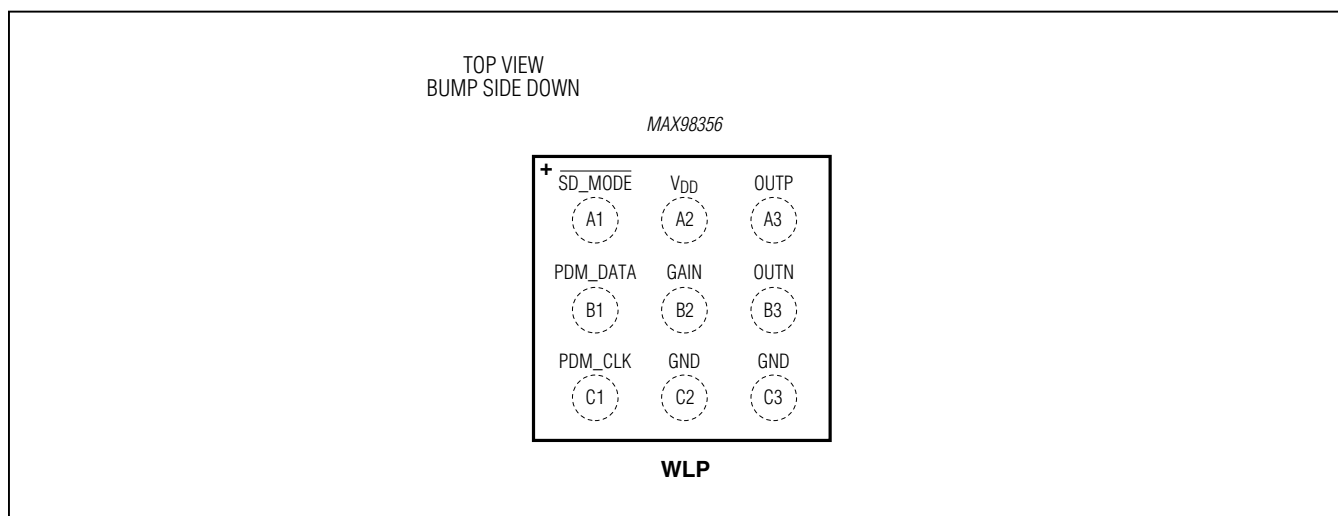 TOP VIEW
BUMP SIDE DOWN
MAX98356
+ SD_MODE VDD OUTP
A1 A2 A3
PDM_DATA GAIN OUTN
B1 B2 B3
PDM_CLK GND GND
C1 C2 C3
WLP